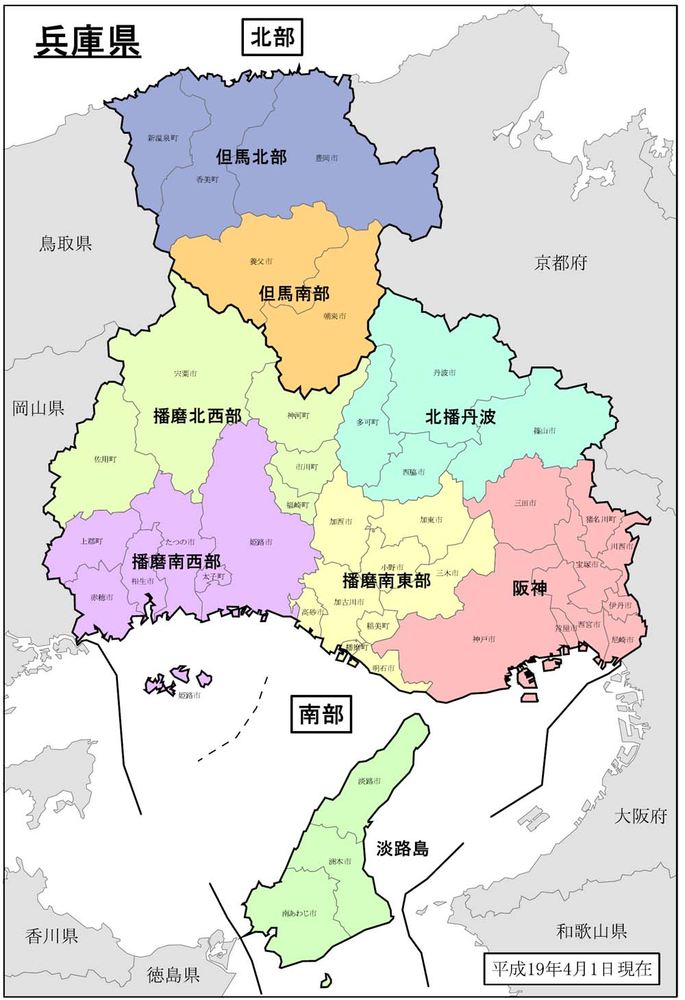 兵庫県
北部
新温泉町
香美町
豊岡市
但馬北部
鳥取県
京都府
養父市
但馬南部
朝来市
宍粟市
丹波市
岡山県
播磨北西部
神河町
多可町
北播丹波
篠山市
佐用町
市川町
西脇市
福崎町
三田市
加西市
加東市
猪名川町
上郡町
たつの市
姫路市
川西市
播磨南西部
太子町
相生市
小野市
三木市
播磨南東部
宝塚市
阪神
赤穂市
加古川市
高砂市
伊丹市
稲美町
芦屋市
西宮市
神戸市
尼崎市
播磨町
明石市
姫路市
南部
淡路市
大阪府
淡路島
洲本市
南あわじ市
香川県
和歌山県
徳島県
平成19年4月1日現在